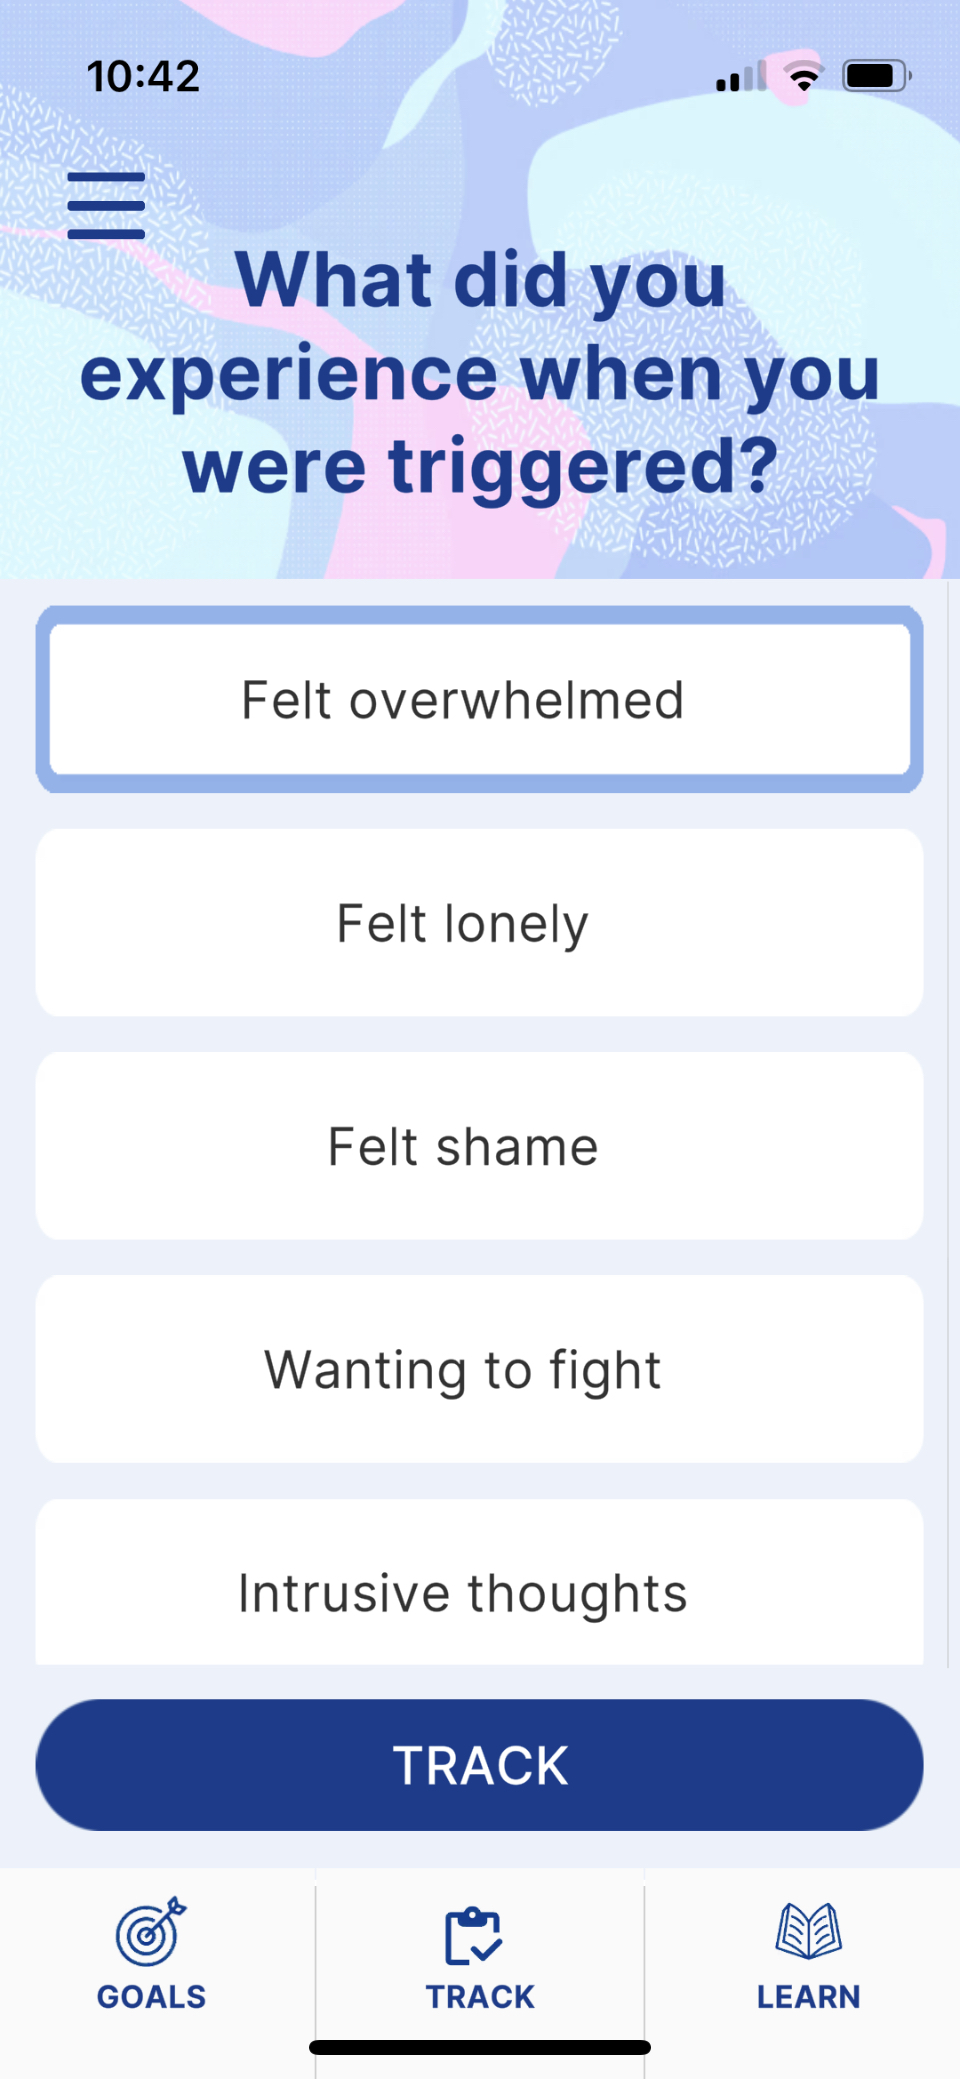 10:42
What did you
experience when you
were triggered?
Felt overwhelmed
Felt lonely
Felt shame
Wanting to fight
Intrusive thoughts
TRACK
GOALS
TRACK
LEARN